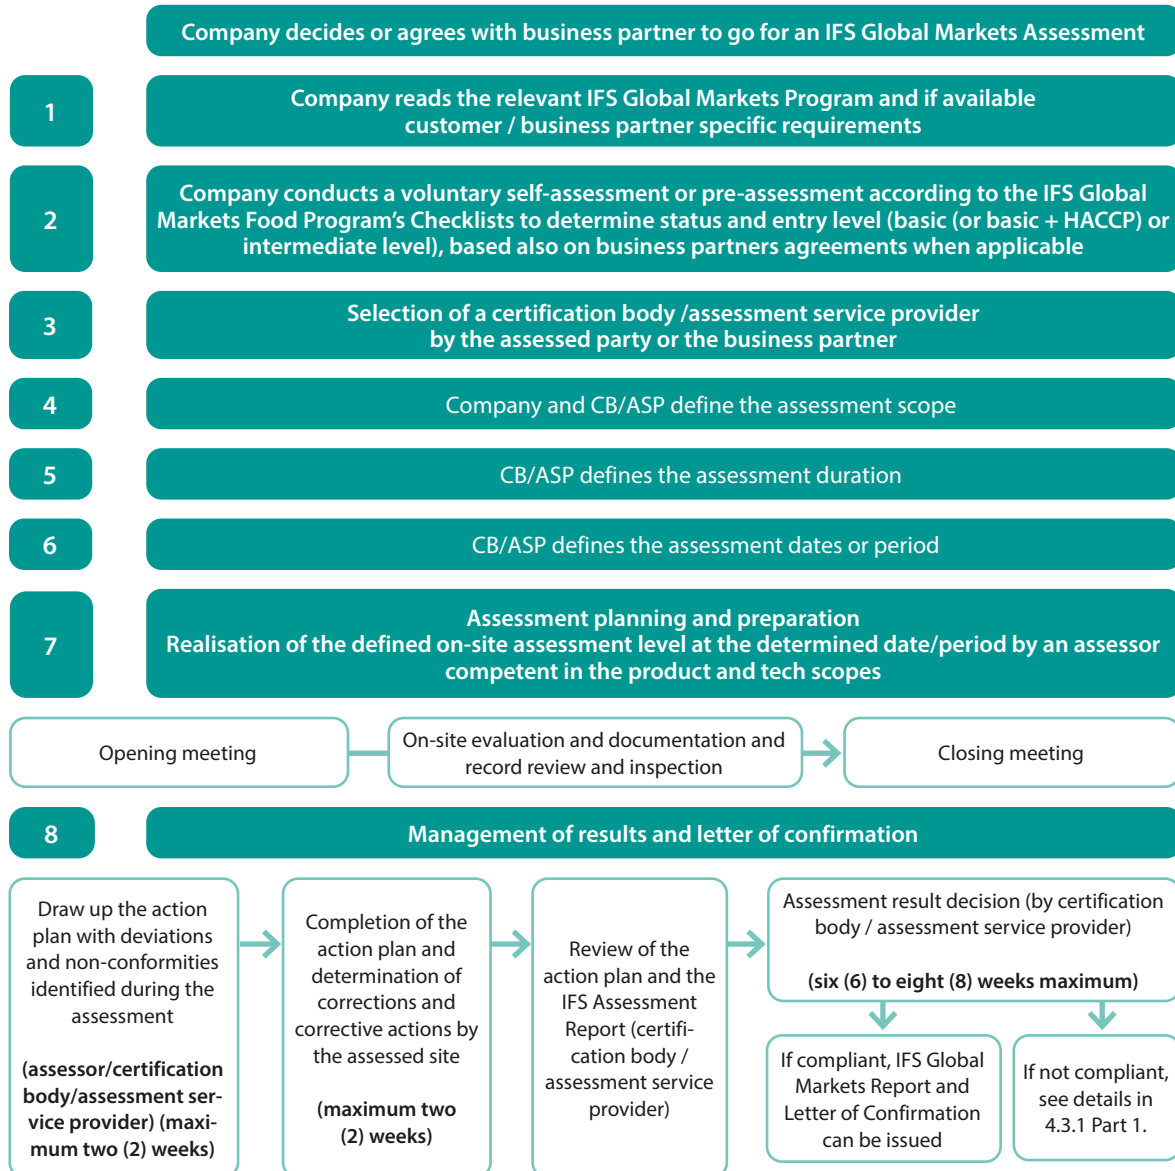 Company decides or agrees with business partner to go for an IFS Global Markets Assessment
1
Company reads the relevant IFS Global Markets Program and if available
customer / business partner specific requirements
2
Company conducts a voluntary self-assessment or pre-assessment according to the IFS Global
Markets Food Program's Checklists to determine status and entry level (basic (or basic + HACCP) or
intermediate level), based also on business partners agreements when applicable
3
Selection of a certification body /assessment service provider
by the assessed party or the business partner
4
Company and CB/ASP define the assessment scope
5
CB/ASP defines the assessment duration
6
CB/ASP defines the assessment dates or period
7
Assessment planning and preparation
Realisation of the defined on-site assessment level at the determined date/period by an assessor
competent in the product and tech scopes
Opening meeting
On-site evaluation and documentation and
record review and inspection
Closing meeting
8
Management of results and letter of confirmation
Draw up the action
plan with deviations
and non-conformities
identified during the
assessment
(assessor/certification
body/assessment ser-
vice provider) (maxi-
mum two (2) weeks)
Completion of the
action plan and
determination of
corrections and
corrective actions by
the assessed site
(maximum two
(2) weeks)
Review of the
action plan and the
IFS Assessment
Report (certifi-
cation body /
assessment service
provider)
Assessment result decision (by certification
body / assessment service provider)
(six (6) to eight (8) weeks maximum)
If compliant, IFS Global
Markets Report and
Letter of Confirmation
can be issued
If not compliant,
see details in
4.3.1 Part 1.